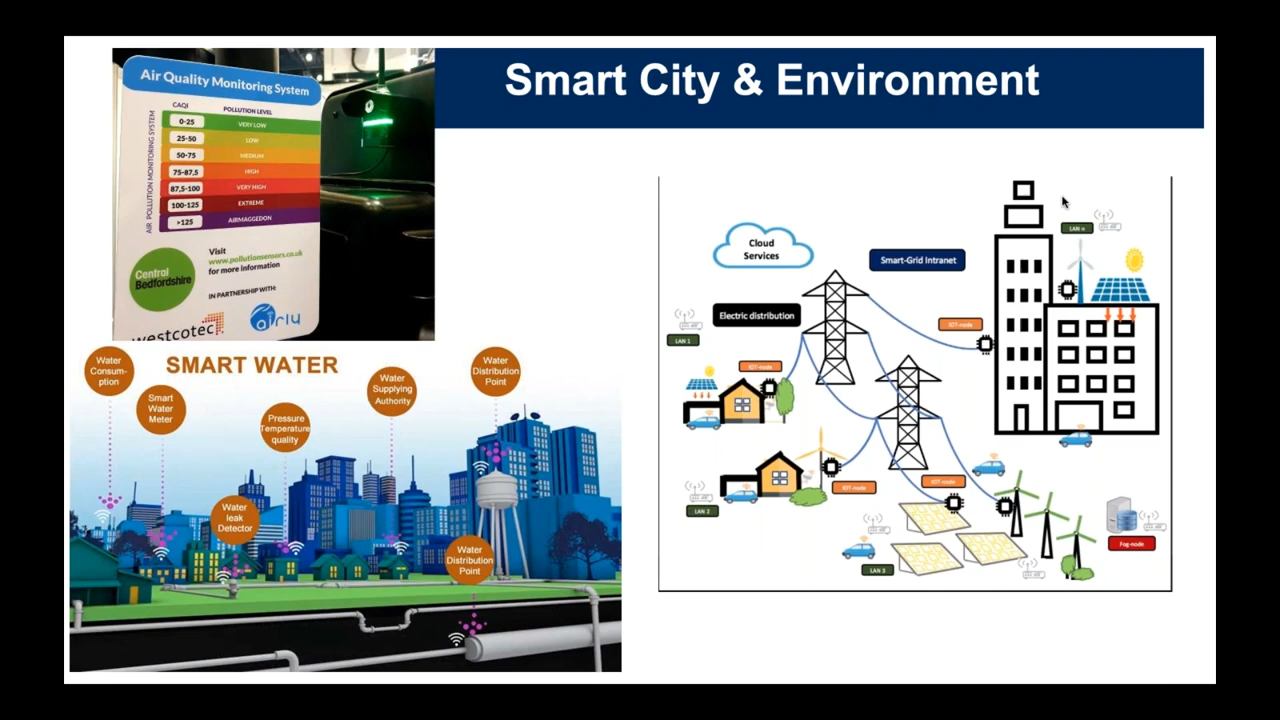 Smart City & Environment
Air Quality Monitoring System
CAQI POLLUTION LEVEL
AIR POLLUTION MONITORING SYSTEM
0-25 VERY LOW
25-50 LOW
50-75 MEDIUM
75-87,5 HIGH
87,5-100 VERY HIGH
100-125 EXTREME
>125 AIRMAGEDDON
Visit
www.pollutionsensors.co.uk
for more information
Central
Bedfordshire
IN PARTNERSHIP WITH:
westcotec
airly
SMART WATER
Water
Consum-
ption
Smart
Water
Meter
Pressure
Temperature
quality
Water
Supplying
Authority
Water
Distribution
Point
Water
leak
Detector
Water
Distribution
Point
Cloud
Services
Smart-Grid Intranet
LAN n
Electric distribution
IOT-node
LAN 1
IOT-node
LAN 2
IOT-node
IOT-node
LAN 3
Fog-node